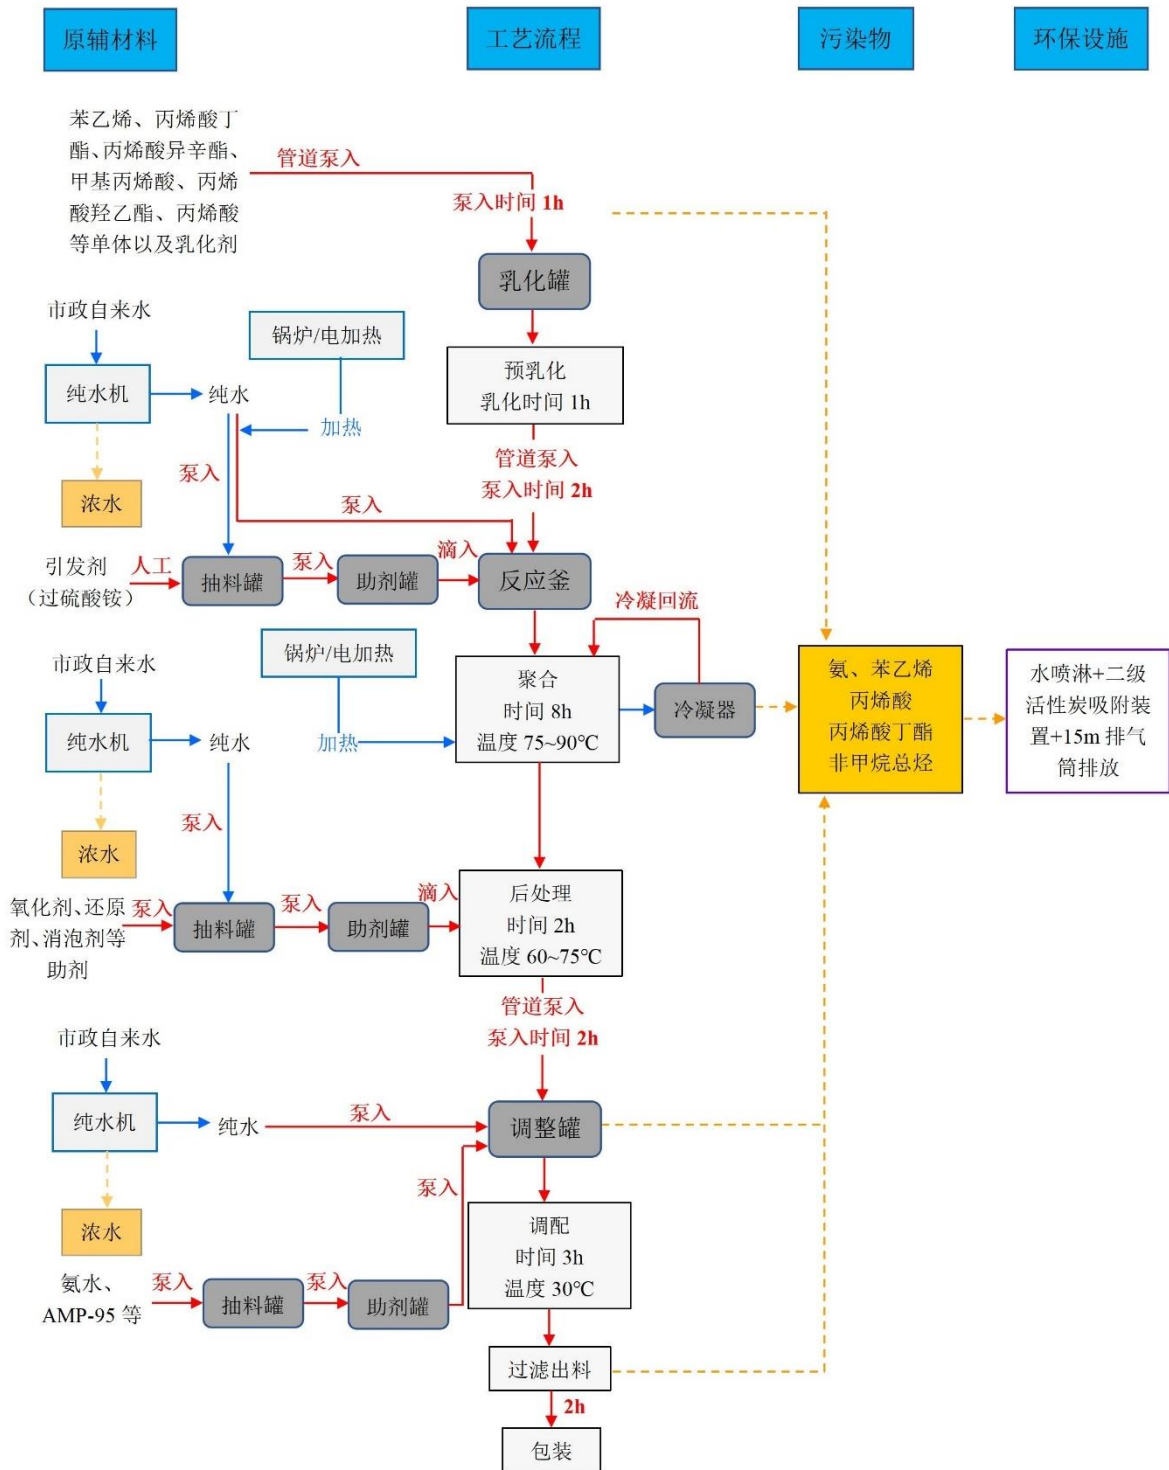 原辅材料
工艺流程
污染物
环保设施
苯乙烯、丙烯酸丁
酯、丙烯酸异辛酯、
甲基丙烯酸、丙烯
酸羟乙酯、丙烯酸
等单体以及乳化剂
管道泵入
泵入时间 1h
乳化罐
市政自来水
锅炉/电加热
预乳化
乳化时间 1h
纯水机
纯水
加热
泵入
管道泵入
泵入时间 2h
浓水
泵入
引发剂
（过硫酸铵）
人工
抽料罐
泵入
助剂罐
滴入
反应釜
冷凝回流
市政自来水
锅炉/电加热
聚合
时间 8h
温度 75~90℃
冷凝器
氨、苯乙烯
丙烯酸
丙烯酸丁酯
非甲烷总烃
水喷淋+二级
活性炭吸附装
置+15m 排气
筒排放
纯水机
纯水
加热
泵入
浓水
氧化剂、还原
剂、消泡剂等
助剂
泵入
抽料罐
泵入
助剂罐
滴入
后处理
时间 2h
温度 60~75℃
管道泵入
泵入时间 2h
市政自来水
纯水机
纯水
泵入
调整罐
泵入
浓水
调配
时间 3h
温度 30℃
氨水、
AMP-95 等
泵入
抽料罐
泵入
助剂罐
过滤出料
2h
包装